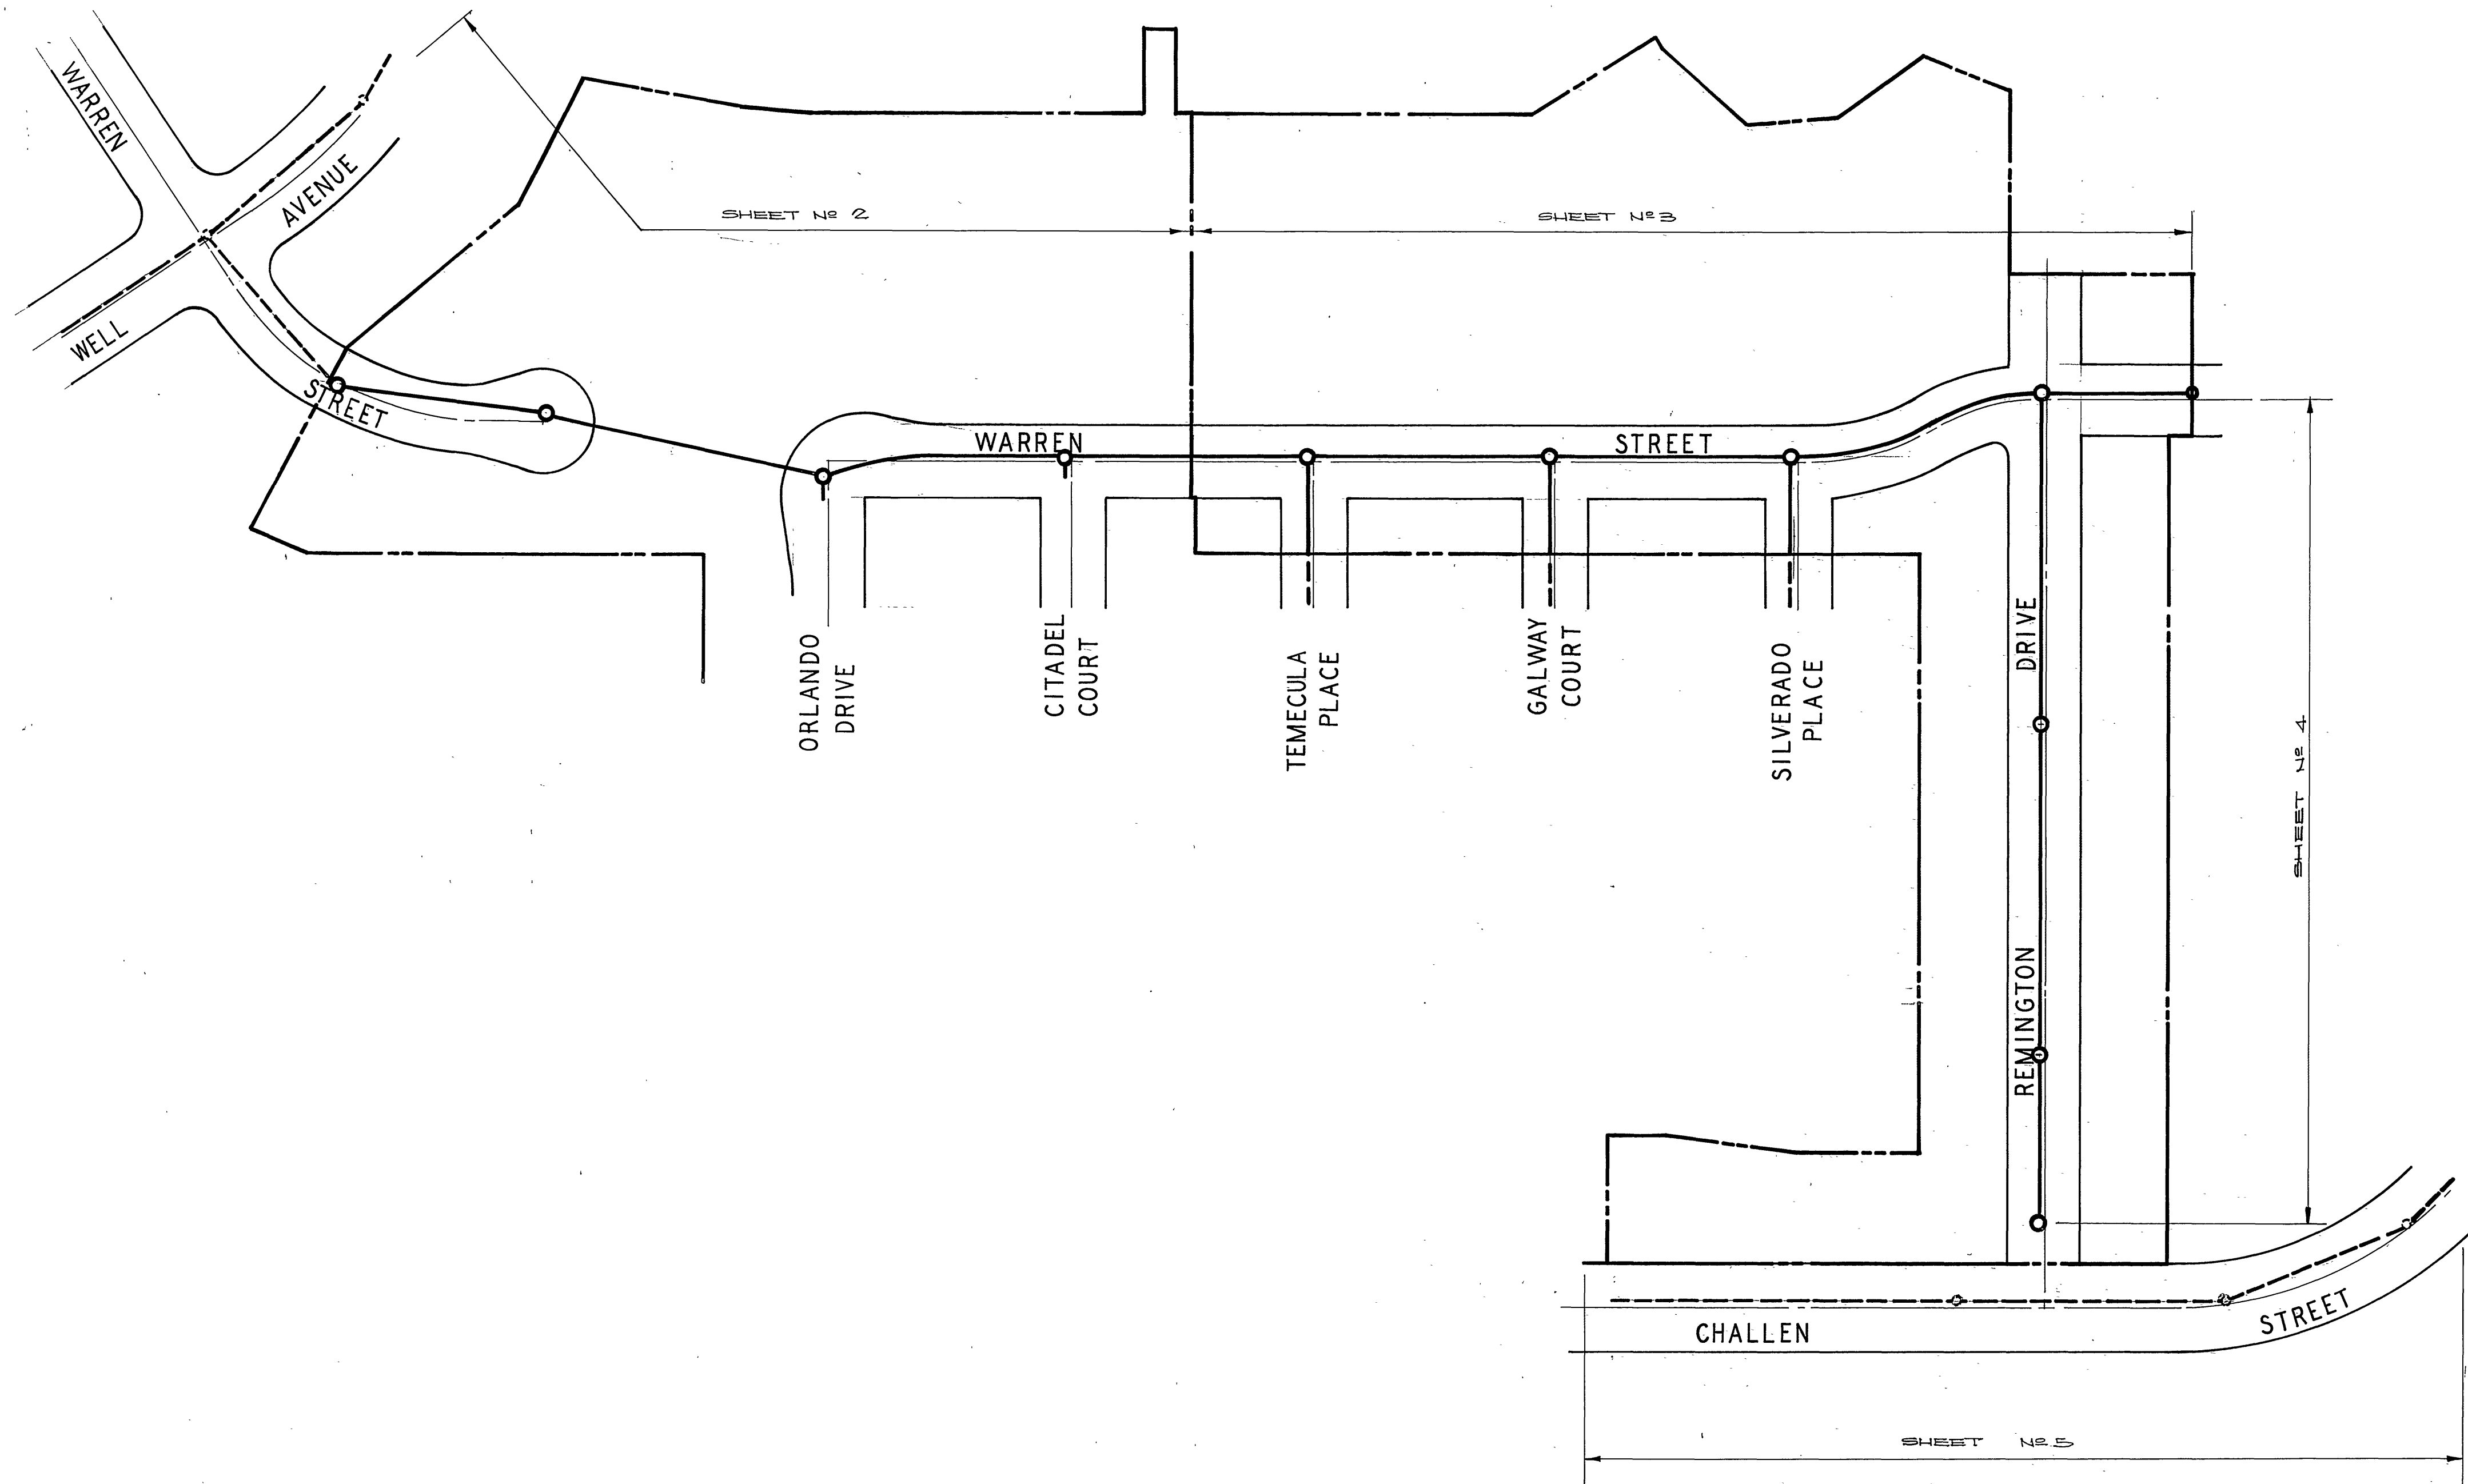 WARREN
AVENUE
WELL
STREET
SHEET Nº 2
SHEET Nº 3
WARREN
STREET
ORLANDO
DRIVE
CITADEL
COURT
TEMECULA
PLACE
GALWAY
COURT
SILVERADO
PLACE
DRIVE
REMINGTON
SHEET Nº 4
CHALLEN
STREET
SHEET Nº 5